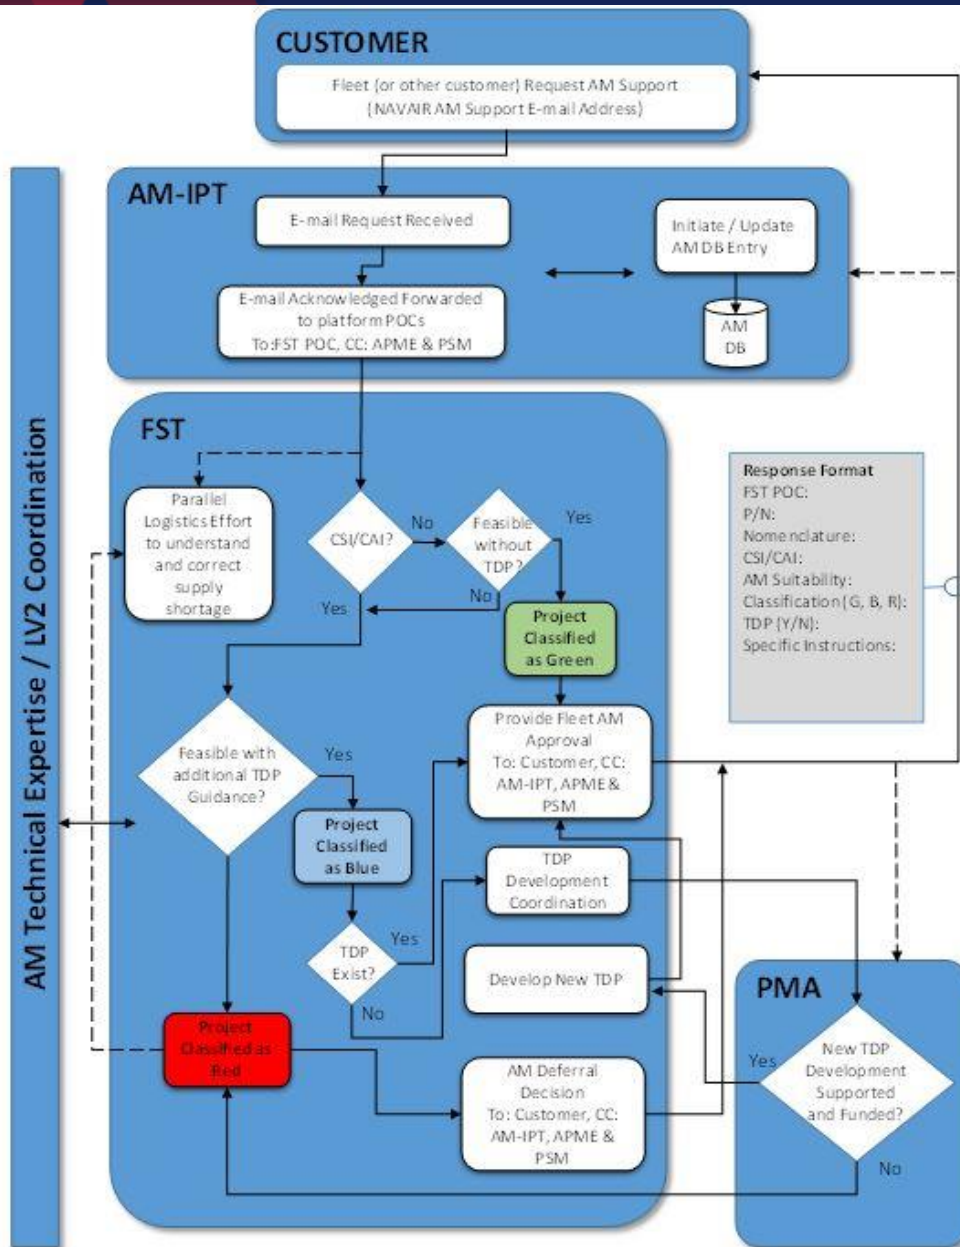 CUSTOMER
Fleet (or other customer) Request AM Support
(NAVAIR AM Support E-mail Address)
AM-IPT
E-mail Request Received
Initiate / Update
AM DB Entry
E-mail Acknowledged Forwarded
to platform POCs
To:FST POC, CC: APME & PSM
AM
DB
AM Technical Expertise / LV2 Coordination
FST
Parallel
Logistics Effort
to understand
and correct
supply
shortage
CSI/CAI?
No
Feasible
without
TDP?
Yes
Yes
No
Project
Classified
as Green
Response Format
FST POC:
P/N:
Nomenclature:
CSI/CAI:
AM Suitability:
Classification (G, B, R):
TDP (Y/N):
Specific Instructions:
Feasible with
additional TDP
Guidance?
Yes
Provide Fleet AM
Approval
To: Customer, CC:
AM-IPT, APME &
PSM
Project
Classified
as Blue
TDP
Development
Coordination
TDP
Exist?
Yes
No
Develop New TDP
PMA
Project
Classified as
Red
AM Deferral
Decision
To: Customer, CC:
AM-IPT, APME &
PSM
Yes
New TDP
Development
Supported
and Funded?
No